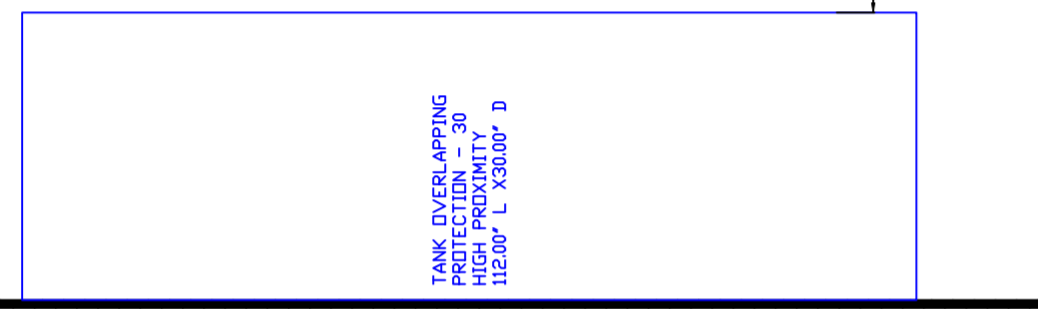 TANK OVERLAPPING
PROTECTION - 30
HIGH PROXIMITY
112.00" L X30.00" D